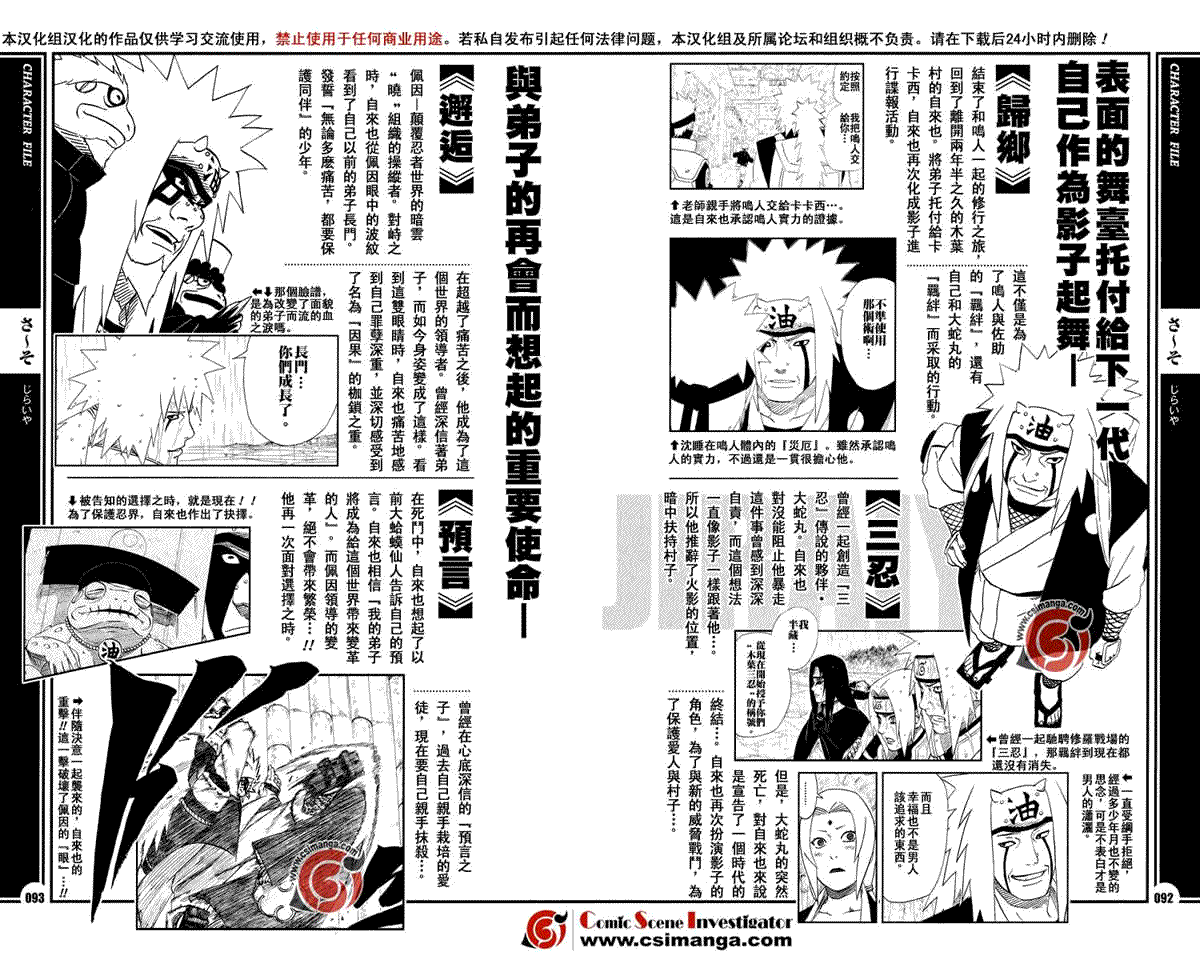 本汉化组汉化的作品仅供学习交流使用，禁止使用于任何商业用途。若私自发布引起任何法律问题，本汉化组及所属论坛和组织概不负责。请在下载后24小时内删除！
CHARACTER FILE
さ～そ
じらいや
092
表面的舞臺托付給下一代
自己作為影子起舞—
《歸鄉》
結束了和鳴人一起的修行之旅，
回到了離開兩年半之久的木葉
村的自來也。將弟子托付給卡
卡西，自來也再次化成影子進
行諜報活動。
這不僅是為
了鳴人與佐助
的『羈絆』，還有
自己和大蛇丸的
『羈絆』而采取的行動。
按照
約定
我把鳴人交
給你…
⬆老師親手將鳴人交給卡卡西…。
這是自來也承認鳴人實力的證據。
不準使用
那個術啊…
油
⬆沈睡在鳴人體內的『災厄』。雖然承認鳴
人的實力，不過還是一貫很擔心他。
油
《三忍》
曾經一起創造『三
忍』傳說的夥伴·
大蛇丸。自來也
對沒能阻止他暴走
這件事曾感到深深
自責，而這個想法
一直像影子一樣跟著他…。
所以他推辭了火影的位置，
暗中扶持村子。
但是，大蛇丸的突然
死亡，對自來也來說
是宣告了一個時代的
終結…。自來也再次扮演影子的
角色，為了與新的威脅戰鬥，為
了保護愛人與村子…。
我
半藏…
從現在開始授予你們
“木葉三忍”的稱號
⬅曾經一起馳騁修羅戰場的
『三忍』，那羈絆到現在都
還沒有消失。
而且
幸福也不是男人
該追求的東西。
油
⬅一直受綱手拒絕，
經過多少年月也不變的
思念，可是不表白才是
男人的瀟灑。
與弟子的再會而想起的重要使命—
《邂逅》
佩因—顛覆忍者世界的暗雲
“曉”組織的操縱者。對峙之
時，自來也從佩因眼中的波紋
看到了自己以前的弟子長門。
發誓『無論多麼痛苦，都要保
護同伴』的少年。
在超越了痛苦之後，他成為了這
個世界的領導者。曾經深信著弟
子，而如今身姿變成了這樣。看
到這雙眼睛時，自來也痛苦地感
到自己罪孽深重，並深切感受到
了名為『因果』的枷鎖之重。
⬅⬇那個臉譜，
是為改變了面貌
的弟子而流的血
之淚嗎。
長門…
你們成長了。
《預言》
在死鬥中，自來也想起了以
前大蛤蟆仙人告訴自己的預
言。自來也相信『我的弟子
將成為給這個世界帶來變革
的人』。而佩因領導的變
革，絕不會帶來繁榮…!!
他再一次面對選擇之時。
曾經在心底深信的『預言之
子』，過去自己親手栽培的愛
徒，現在要自己親手抹殺…。
⬇被告知的選擇之時，就是現在！！
為了保護忍界，自來也作出了抉擇。
油
➡伴隨決意一起襲來的，自來也的
重擊!!這一擊破壞了佩因的『眼』…!!
CHARACTER FILE
さ～そ
じらいや
093
www.csimanga.com
www.csimanga.com
Comic Scene Investigator
www.csimanga.com